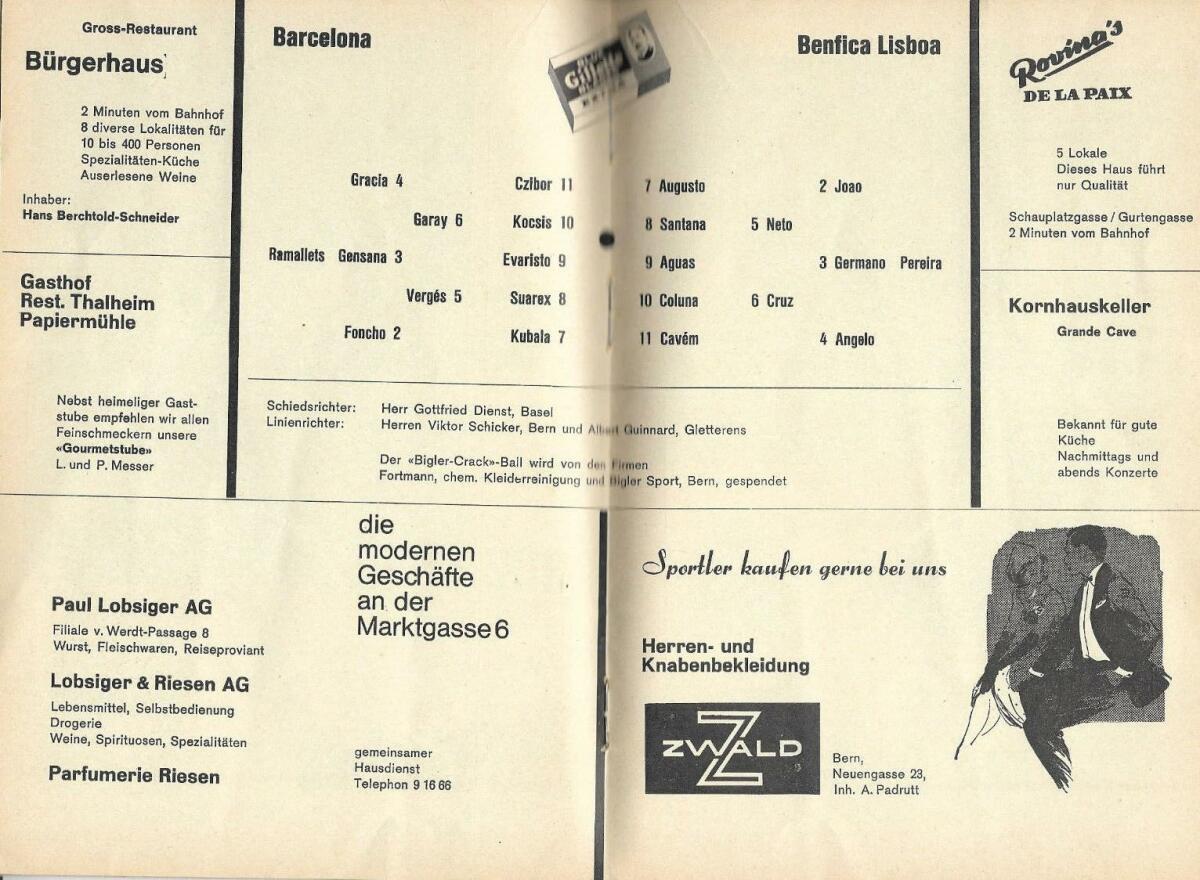 Gross-Restaurant
Bürgerhaus
2 Minuten vom Bahnhof
8 diverse Lokalitäten für
10 bis 400 Personen
Spezialitäten-Küche
Auserlesene Weine
Inhaber:
Hans Berchtold-Schneider
Gasthof
Rest. Thalheim
Papiermühle
Nebst heimeliger Gast-
stube empfehlen wir allen
Feinschmeckern unsere
«Gourmetstube»
L. und P. Messer
Barcelona
Benfica Lisboa
Gillette
EXTRA
Gracia 4 Czibor 11 7 Augusto 2 Joao
Garay 6 Kocsis 10 8 Santana 5 Neto
Ramallets Gensana 3 Evaristo 9 9 Aguas 3 Germano Pereira
Vergés 5 Suarex 8 10 Coluna 6 Cruz
Foncho 2 Kubala 7 11 Cavém 4 Angelo
Schiedsrichter: Herr Gottfried Dienst, Basel
Linienrichter: Herren Viktor Schicker, Bern und Albert Guinnard, Gletterens
Der «Bigler-Crack»-Ball wird von den Firmen
Fortmann, chem. Kleiderreinigung und Bigler Sport, Bern, gespendet
Rovina's
DE LA PAIX
5 Lokale
Dieses Haus führt
nur Qualität
Schauplatzgasse / Gurtengasse
2 Minuten vom Bahnhof
Kornhauskeller
Grande Cave
Bekannt für gute
Küche
Nachmittags und
abends Konzerte
Paul Lobsiger AG
Filiale v. Werdt-Passage 8
Wurst, Fleischwaren, Reiseproviant
Lobsiger & Riesen AG
Lebensmittel, Selbstbedienung
Drogerie
Weine, Spirituosen, Spezialitäten
Parfumerie Riesen
die
modernen
Geschäfte
an der
Marktgasse 6
gemeinsamer
Hausdienst
Telephon 9 16 66
Sportler kaufen gerne bei uns
Herren- und
Knabenbekleidung
ZWALD
Bern,
Neuengasse 23,
Inh. A. Padrutt